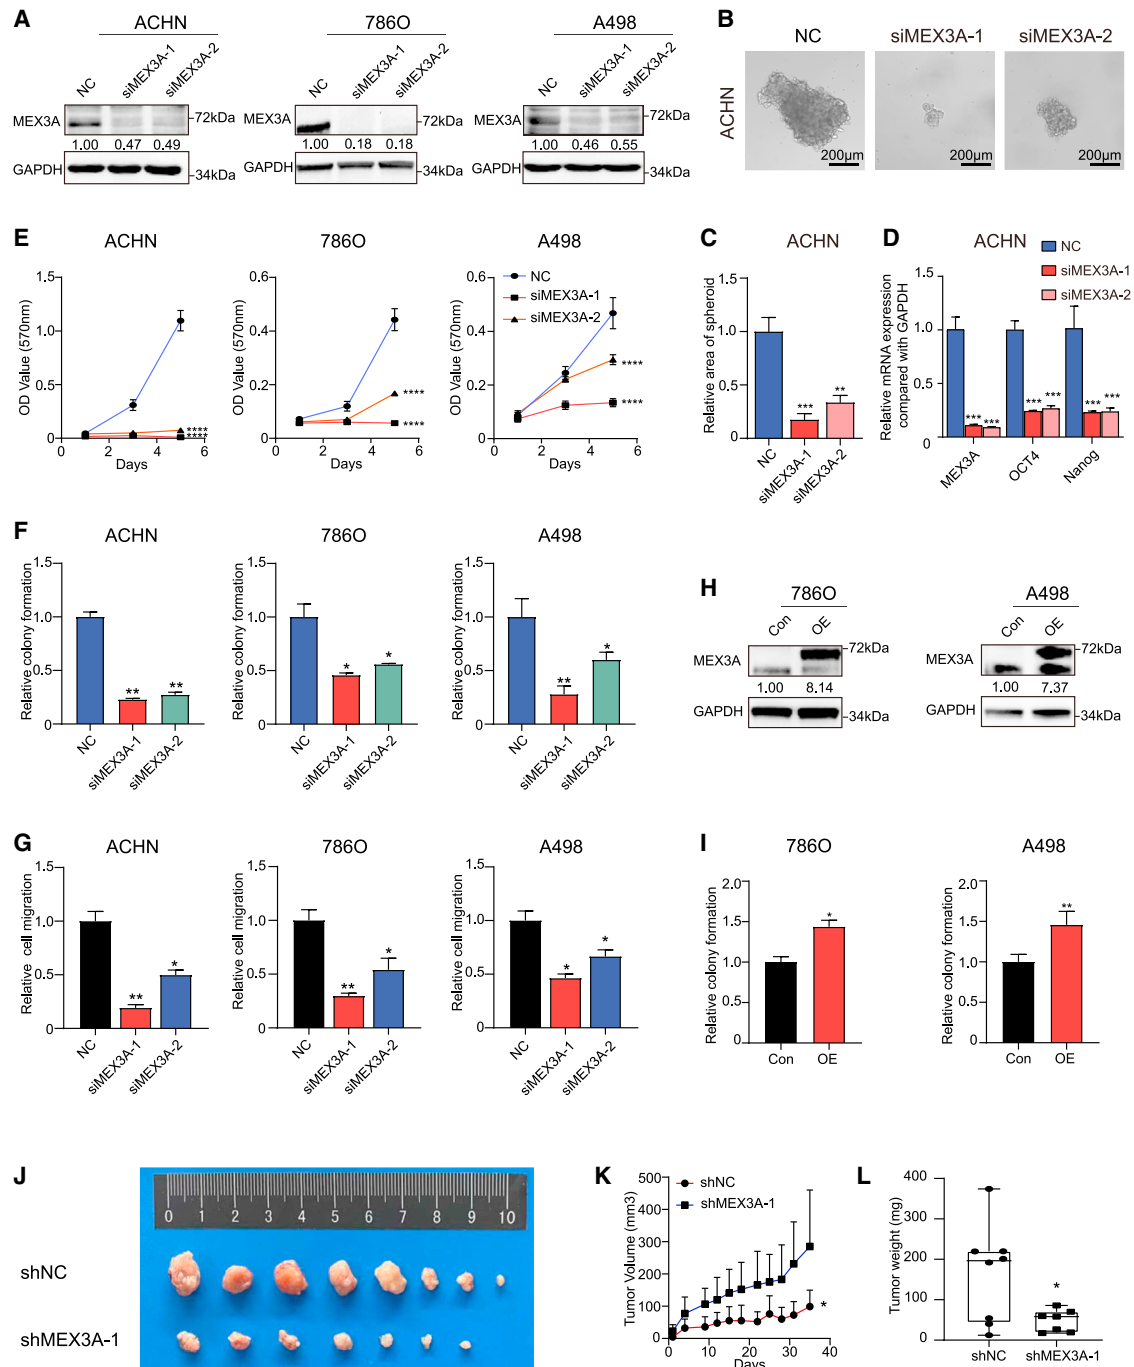 A
ACHN
786O
A498
NC
siMEX3A-1
siMEX3A-2
NC
siMEX3A-1
siMEX3A-2
NC
siMEX3A-1
siMEX3A-2
MEX3A
-72kDa
1.00 0.47 0.49
GAPDH
-34kDa
MEX3A
-72kDa
1.00 0.18 0.18
GAPDH
-34kDa
MEX3A
-72kDa
1.00 0.46 0.55
GAPDH
-34kDa
B
NC
siMEX3A-1
siMEX3A-2
ACHN
200μm
200μm
200μm
E
ACHN
OD Value (570nm)
1.5
1.0
0.5
0.0
0 2 4 6
Days
****
****
786O
OD Value (570nm)
0.6
0.4
0.2
0.0
0 2 4 6
Days
****
****
A498
OD Value (570nm)
0.6
0.4
0.2
0.0
0 2 4 6
Days
NC
siMEX3A-1
siMEX3A-2
****
****
C
ACHN
Relative area of spheroid
1.5
1.0
0.5
0
***
**
NC
siMEX3A-1
siMEX3A-2
D
ACHN
NC
siMEX3A-1
siMEX3A-2
Relative mRNA expression
compared with GAPDH
1.5
1.0
0.5
0
*** ***
*** ***
*** ***
MEX3A
OCT4
Nanog
F
ACHN
Relative colony formation
1.5
1.0
0.5
0
** **
NC
siMEX3A-1
siMEX3A-2
786O
Relative colony formation
1.5
1.0
0.5
0
* *
NC
siMEX3A-1
siMEX3A-2
A498
Relative colony formation
1.5
1.0
0.5
0
** *
NC
siMEX3A-1
siMEX3A-2
H
786O
Con
OE
MEX3A
-72kDa
1.00 8.14
GAPDH
-34kDa
A498
Con
OE
MEX3A
-72kDa
1.00 7.37
GAPDH
-34kDa
G
ACHN
Relative cell migration
1.5
1.0
0.5
0
** *
NC
siMEX3A-1
siMEX3A-2
786O
Relative cell migration
1.5
1.0
0.5
0
** *
NC
siMEX3A-1
siMEX3A-2
A498
Relative cell migration
1.5
1.0
0.5
0
* *
NC
siMEX3A-1
siMEX3A-2
I
786O
Relative colony formation
2.0
1.5
1.0
0.5
0
*
Con OE
A498
Relative colony formation
2.0
1.5
1.0
0.5
0
**
Con OE
J
0 1 2 3 4 5 6 7 8 9 10
shNC
shMEX3A-1
K
Tumor Volume (mm3)
500
400
300
200
100
0
shNC
shMEX3A-1
*
0 10 20 30 40
Days
L
Tumor weight (mg)
400
300
200
100
0
*
shNC shMEX3A-1